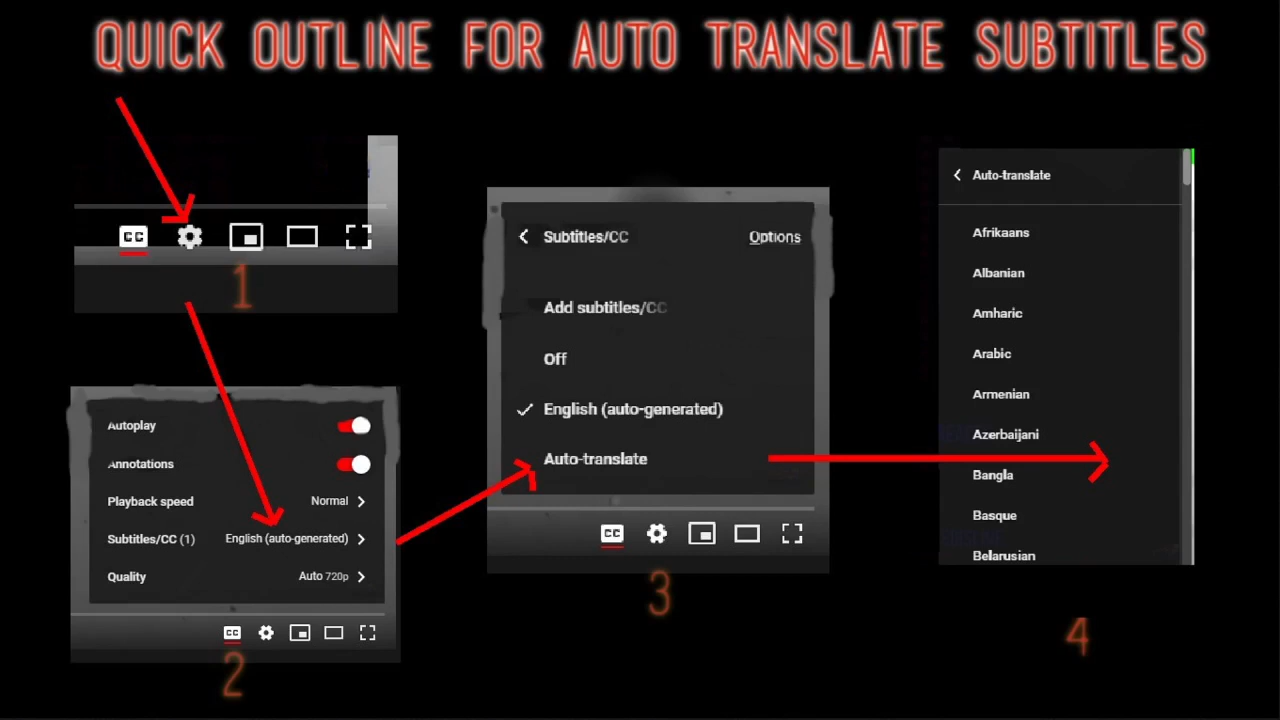 QUICK OUTLINE FOR AUTO TRANSLATE SUBTITLES
CC
1
Autoplay
Annotations
Playback speed Normal
Subtitles/CC (1) English (auto-generated)
Quality Auto 720p
CC
2
Subtitles/CC Options
Add subtitles/CC
Off
English (auto-generated)
Auto-translate
CC
3
Auto-translate
Afrikaans
Albanian
Amharic
Arabic
Armenian
Azerbaijani
Bangla
Basque
Belarusian
4